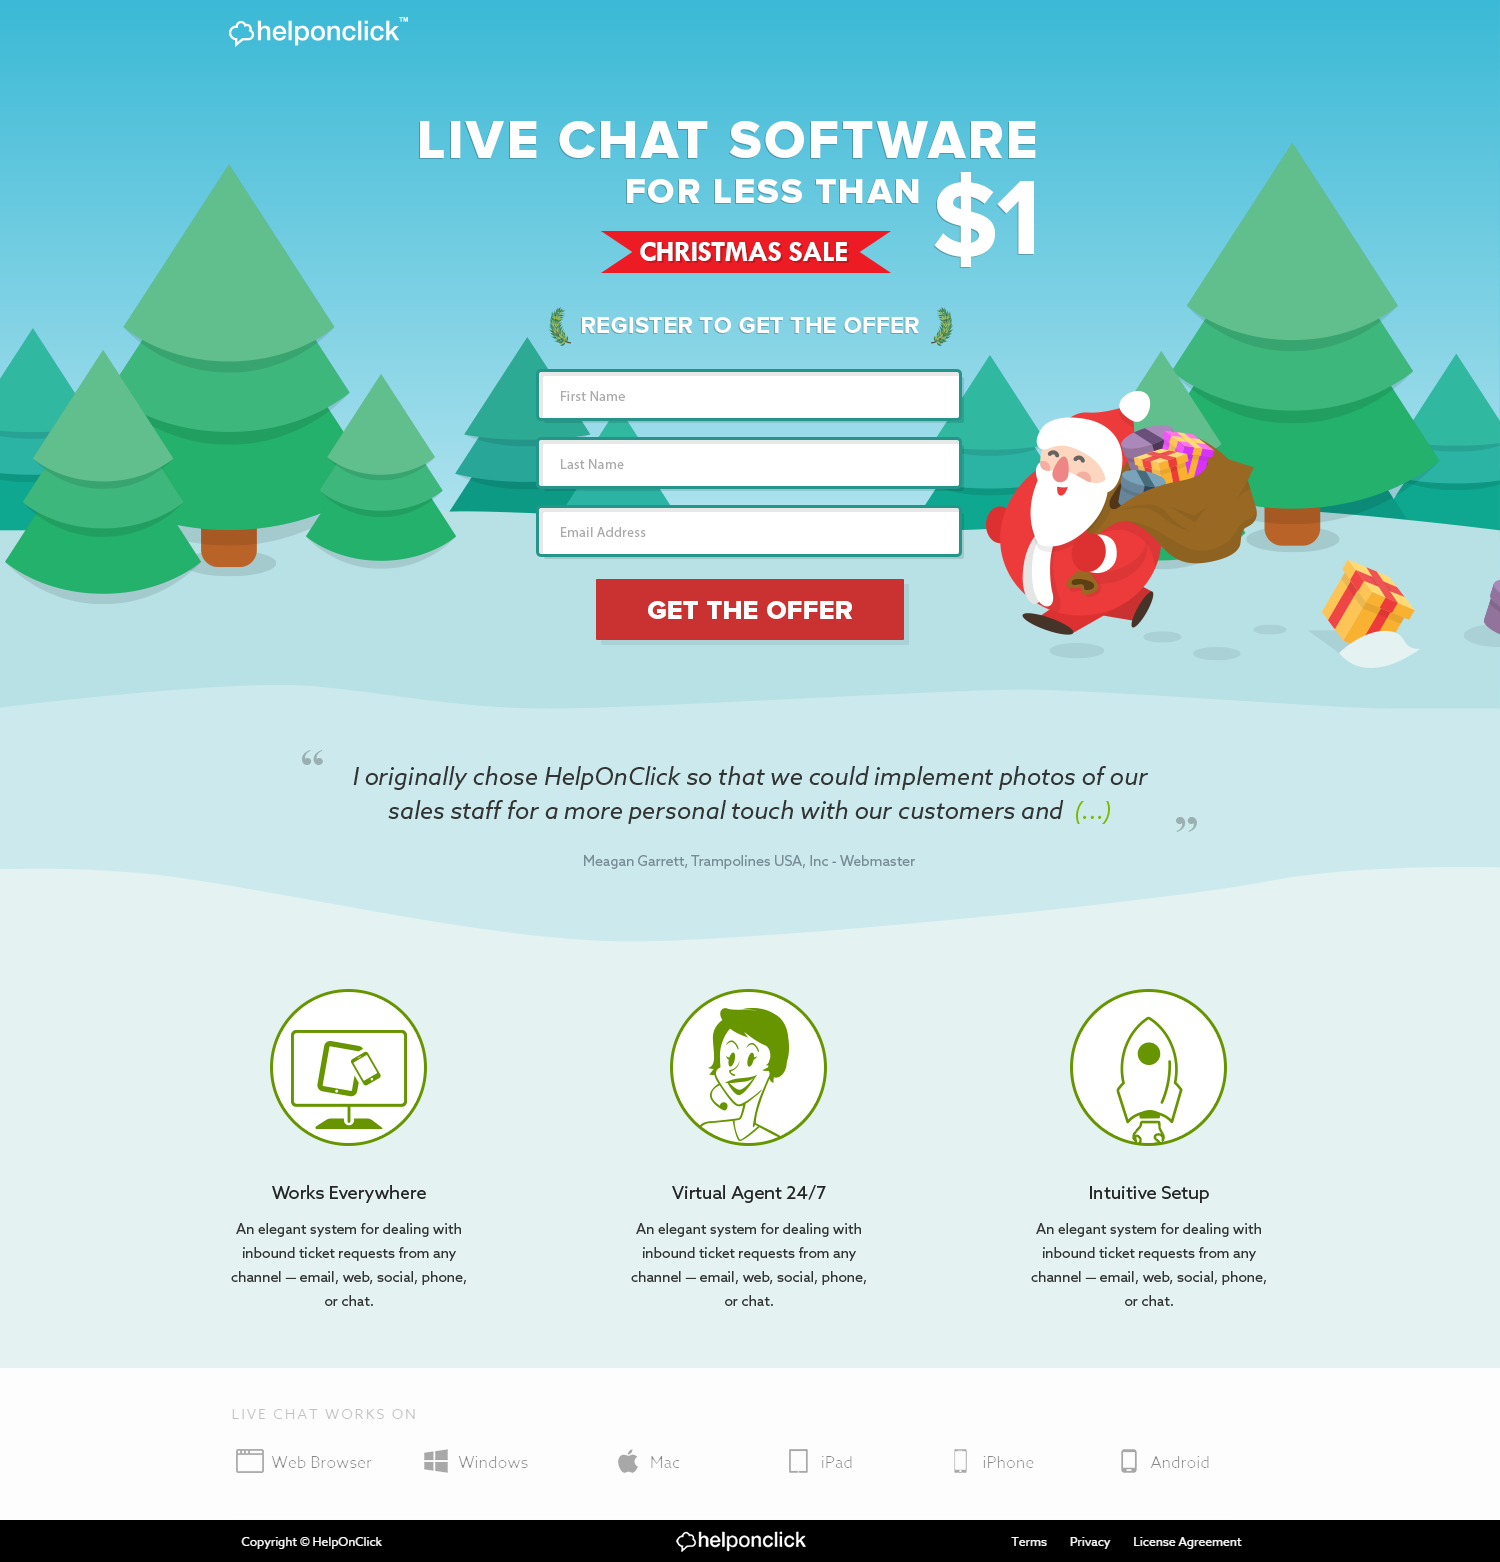 helponclick™
LIVE CHAT SOFTWARE
FOR LESS THAN
$1
CHRISTMAS SALE
REGISTER TO GET THE OFFER
First Name
Last Name
Email Address
GET THE OFFER
“ I originally chose HelpOnClick so that we could implement photos of our
sales staff for a more personal touch with our customers and (...) ”
Meagan Garrett, Trampolines USA, Inc - Webmaster
Works Everywhere
An elegant system for dealing with
inbound ticket requests from any
channel — email, web, social, phone,
or chat.
Virtual Agent 24/7
An elegant system for dealing with
inbound ticket requests from any
channel — email, web, social, phone,
or chat.
Intuitive Setup
An elegant system for dealing with
inbound ticket requests from any
channel — email, web, social, phone,
or chat.
LIVE CHAT WORKS ON
Web Browser Windows Mac iPad iPhone Android
Copyright © HelpOnClick helponclick Terms Privacy License Agreement